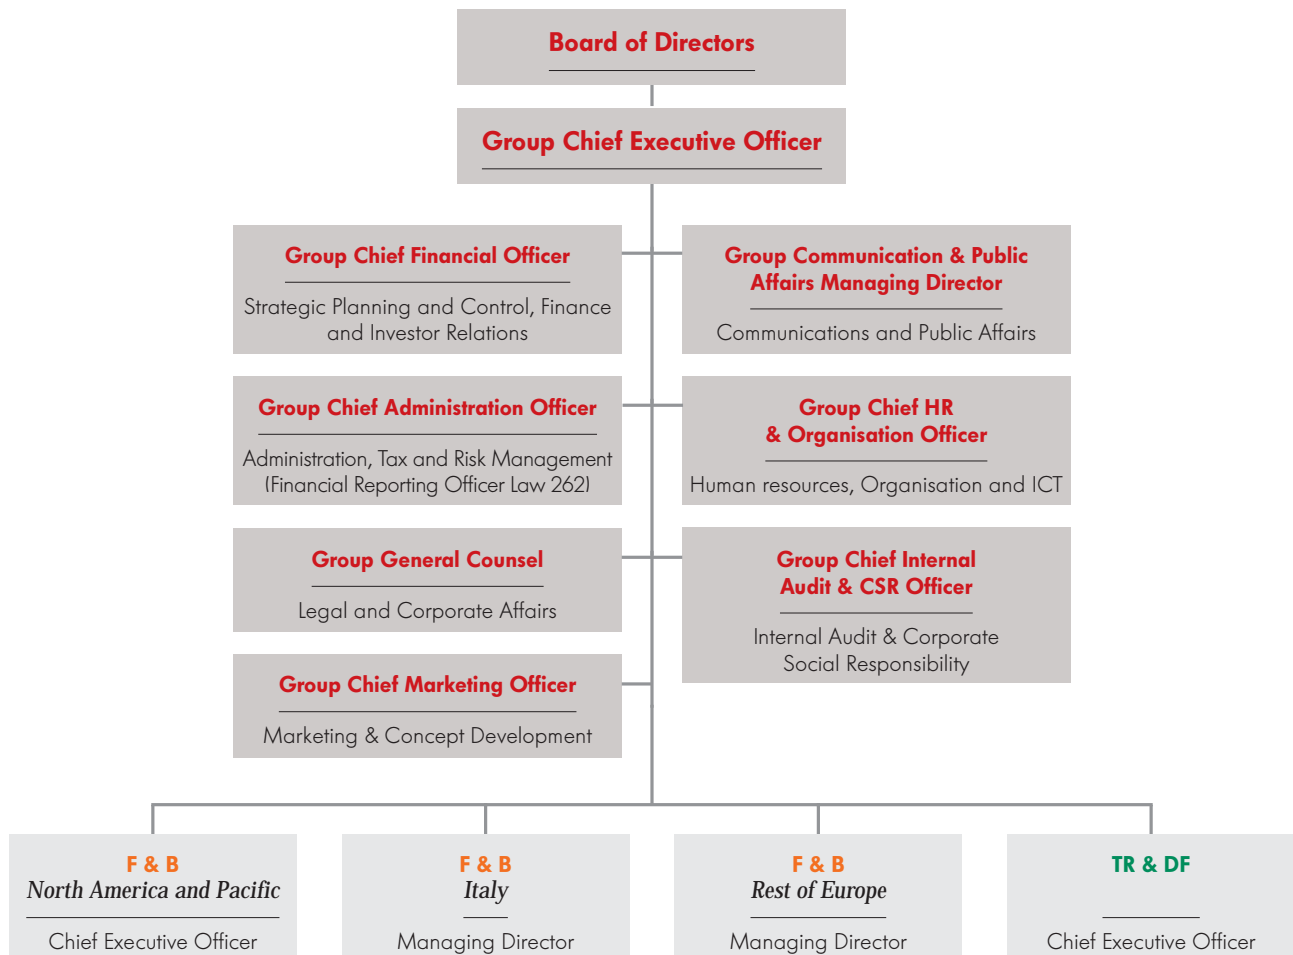 Board of Directors
Group Chief Executive Officer
Group Chief Financial Officer
Strategic Planning and Control, Finance
and Investor Relations
Group Communication & Public
Affairs Managing Director
Communications and Public Affairs
Group Chief Administration Officer
Administration, Tax and Risk Management
(Financial Reporting Officer Law 262)
Group Chief HR
& Organisation Officer
Human resources, Organisation and ICT
Group General Counsel
Legal and Corporate Affairs
Group Chief Internal
Audit & CSR Officer
Internal Audit & Corporate
Social Responsibility
Group Chief Marketing Officer
Marketing & Concept Development
F & B
North America and Pacific
Chief Executive Officer
F & B
Italy
Managing Director
F & B
Rest of Europe
Managing Director
TR & DF
Chief Executive Officer